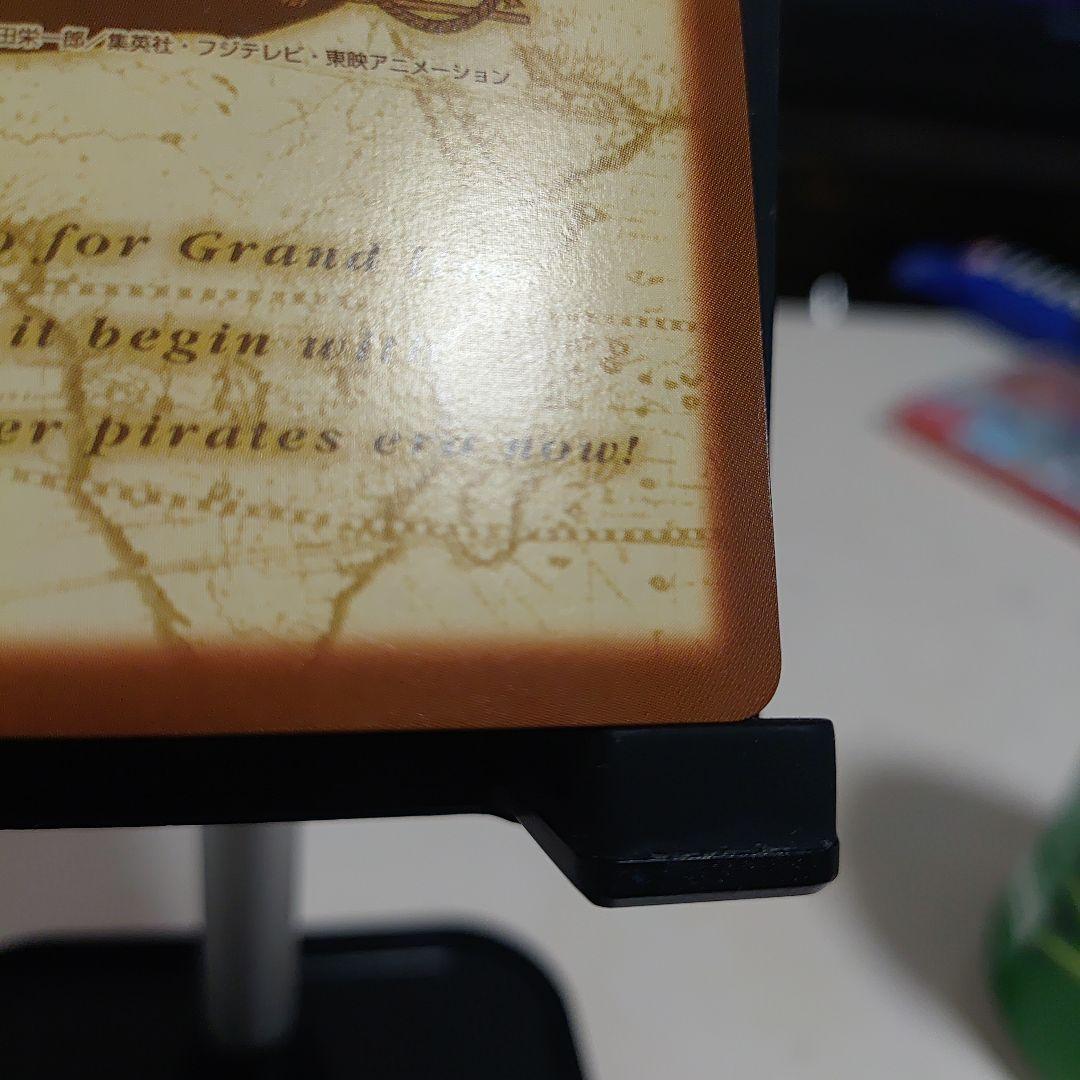 田栄一郎／集英社・フジテレビ・東映アニメーション
for Grand
it begin with
er pirates era now!